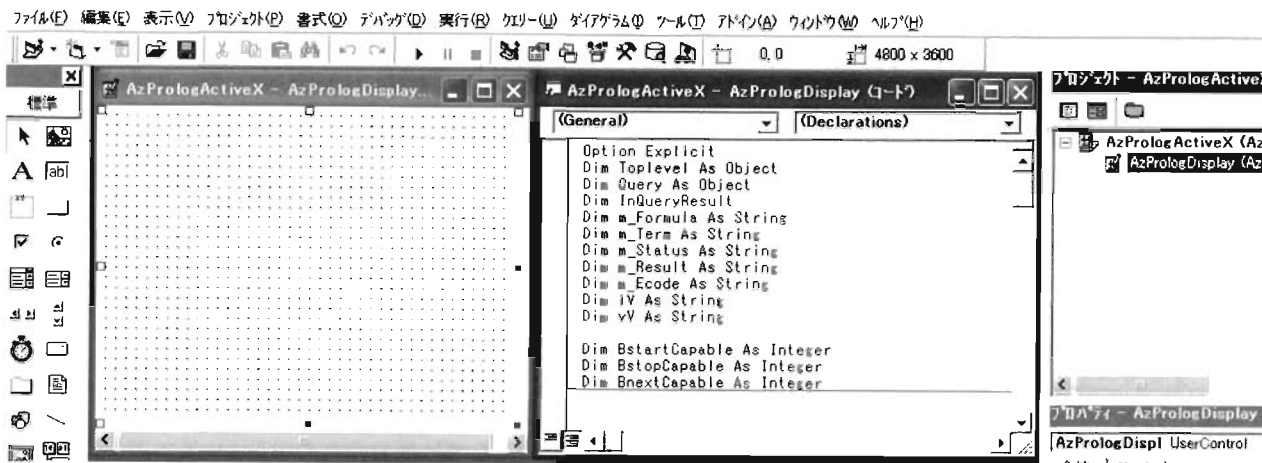 ファイル(F) 編集(E) 表示(V) プロジェクト(P) 書式(O) デバッグ(D) 実行(R) クエリー(U) ダイアグラム(I) ツール(T) アドイン(A) ウィンドウ(W) ヘルプ(H)
0, 0 4800 x 3600
標準
A ab|
AzPrologActiveX - AzPrologDisplay...
AzPrologActiveX - AzPrologDisplay (コード)
(General) (Declarations)
Option Explicit
Dim Toplevel As Object
Dim Query As Object
Dim InQueryResult
Dim m_Formula As String
Dim m_Term As String
Dim m_Status As String
Dim m_Result As String
Dim m_Ecode As String
Dim iV As String
Dim vV As String
Dim BstartCapable As Integer
Dim BstopCapable As Integer
Dim BnextCapable As Integer
プロジェクト - AzPrologActiveX
AzPrologActiveX (Az
AzPrologDisplay (Az
プロパティ - AzPrologDisplay
AzPrologDispl UserControl